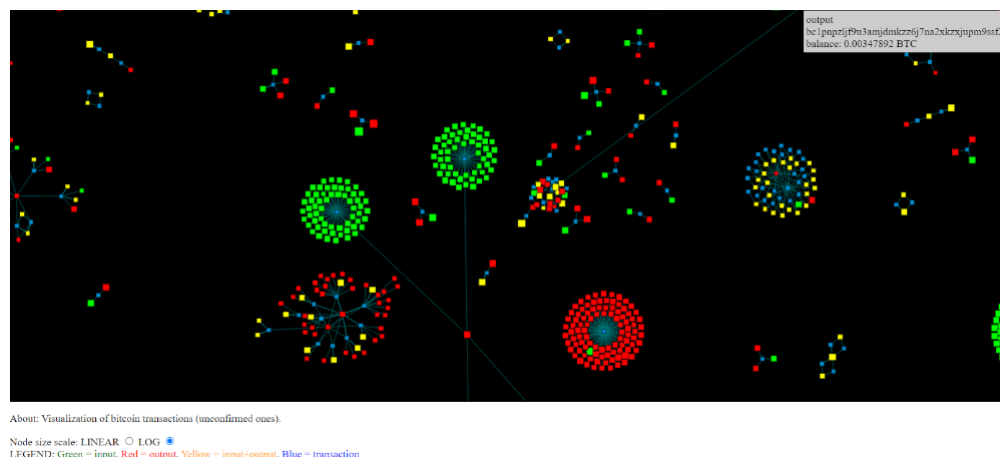 output
balance: 0.00347892 BTC
About: Visualization of bitcoin transactions (unconfirmed ones).
Node size scale: LINEAR LOG
LEGEND: Green = input, Red = output, Yellow = input+output, Blue = transaction